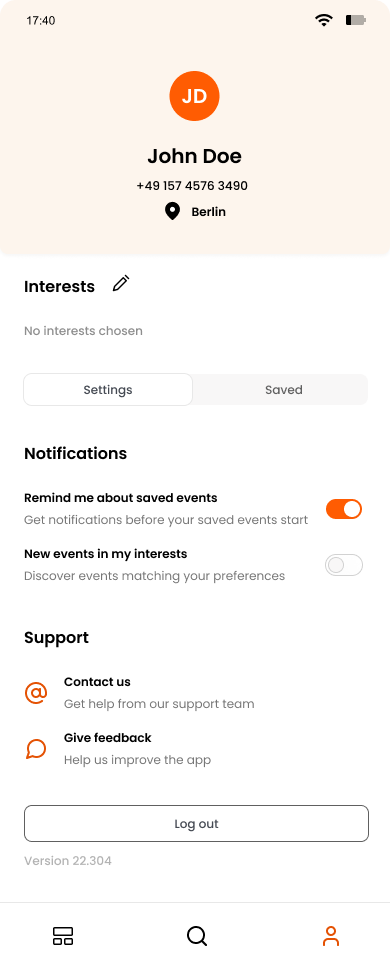 17:40
JD
John Doe
+49 157 4576 3490
Berlin
Interests
No interests chosen
Settings Saved
Notifications
Remind me about saved events
Get notifications before your saved events start
New events in my interests
Discover events matching your preferences
Support
Contact us
Get help from our support team
Give feedback
Help us improve the app
Log out
Version 22.304